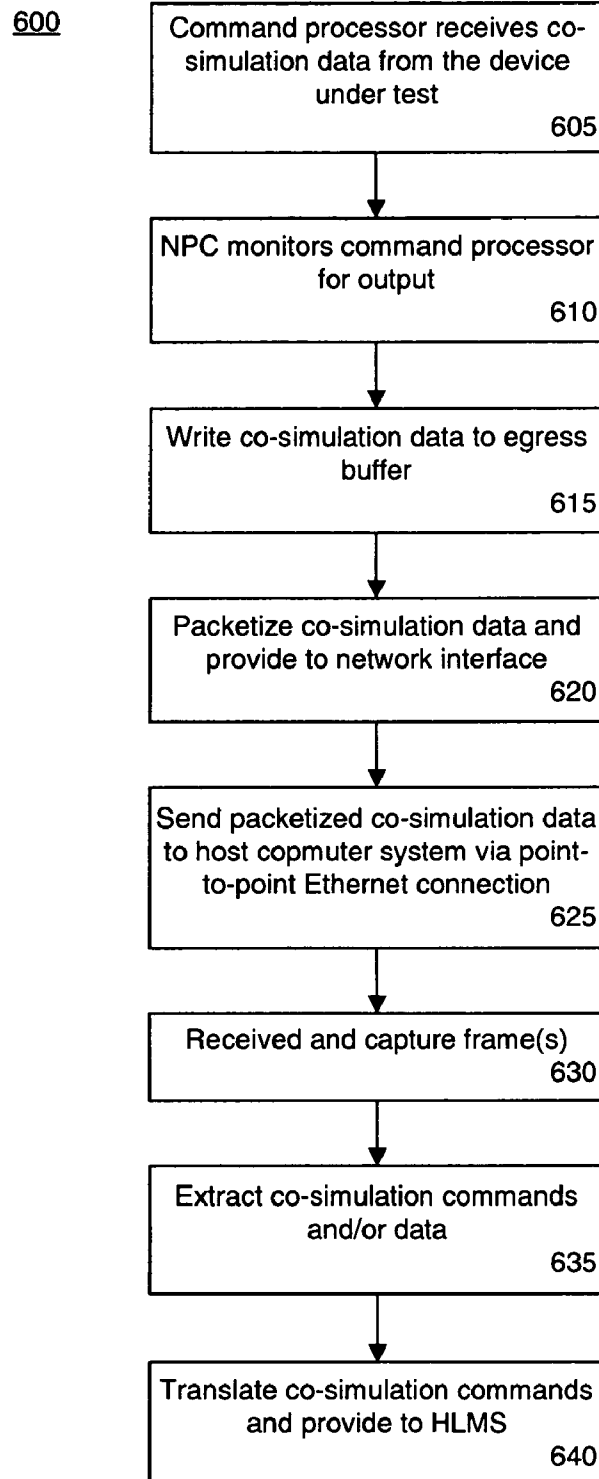 600
Command processor receives co-
simulation data from the device
under test
605
NPC monitors command processor
for output
610
Write co-simulation data to egress
buffer
615
Packetize co-simulation data and
provide to network interface
620
Send packetized co-simulation data
to host copmuter system via point-
to-point Ethernet connection
625
Received and capture frame(s)
630
Extract co-simulation commands
and/or data
635
Translate co-simulation commands
and provide to HLMS
640